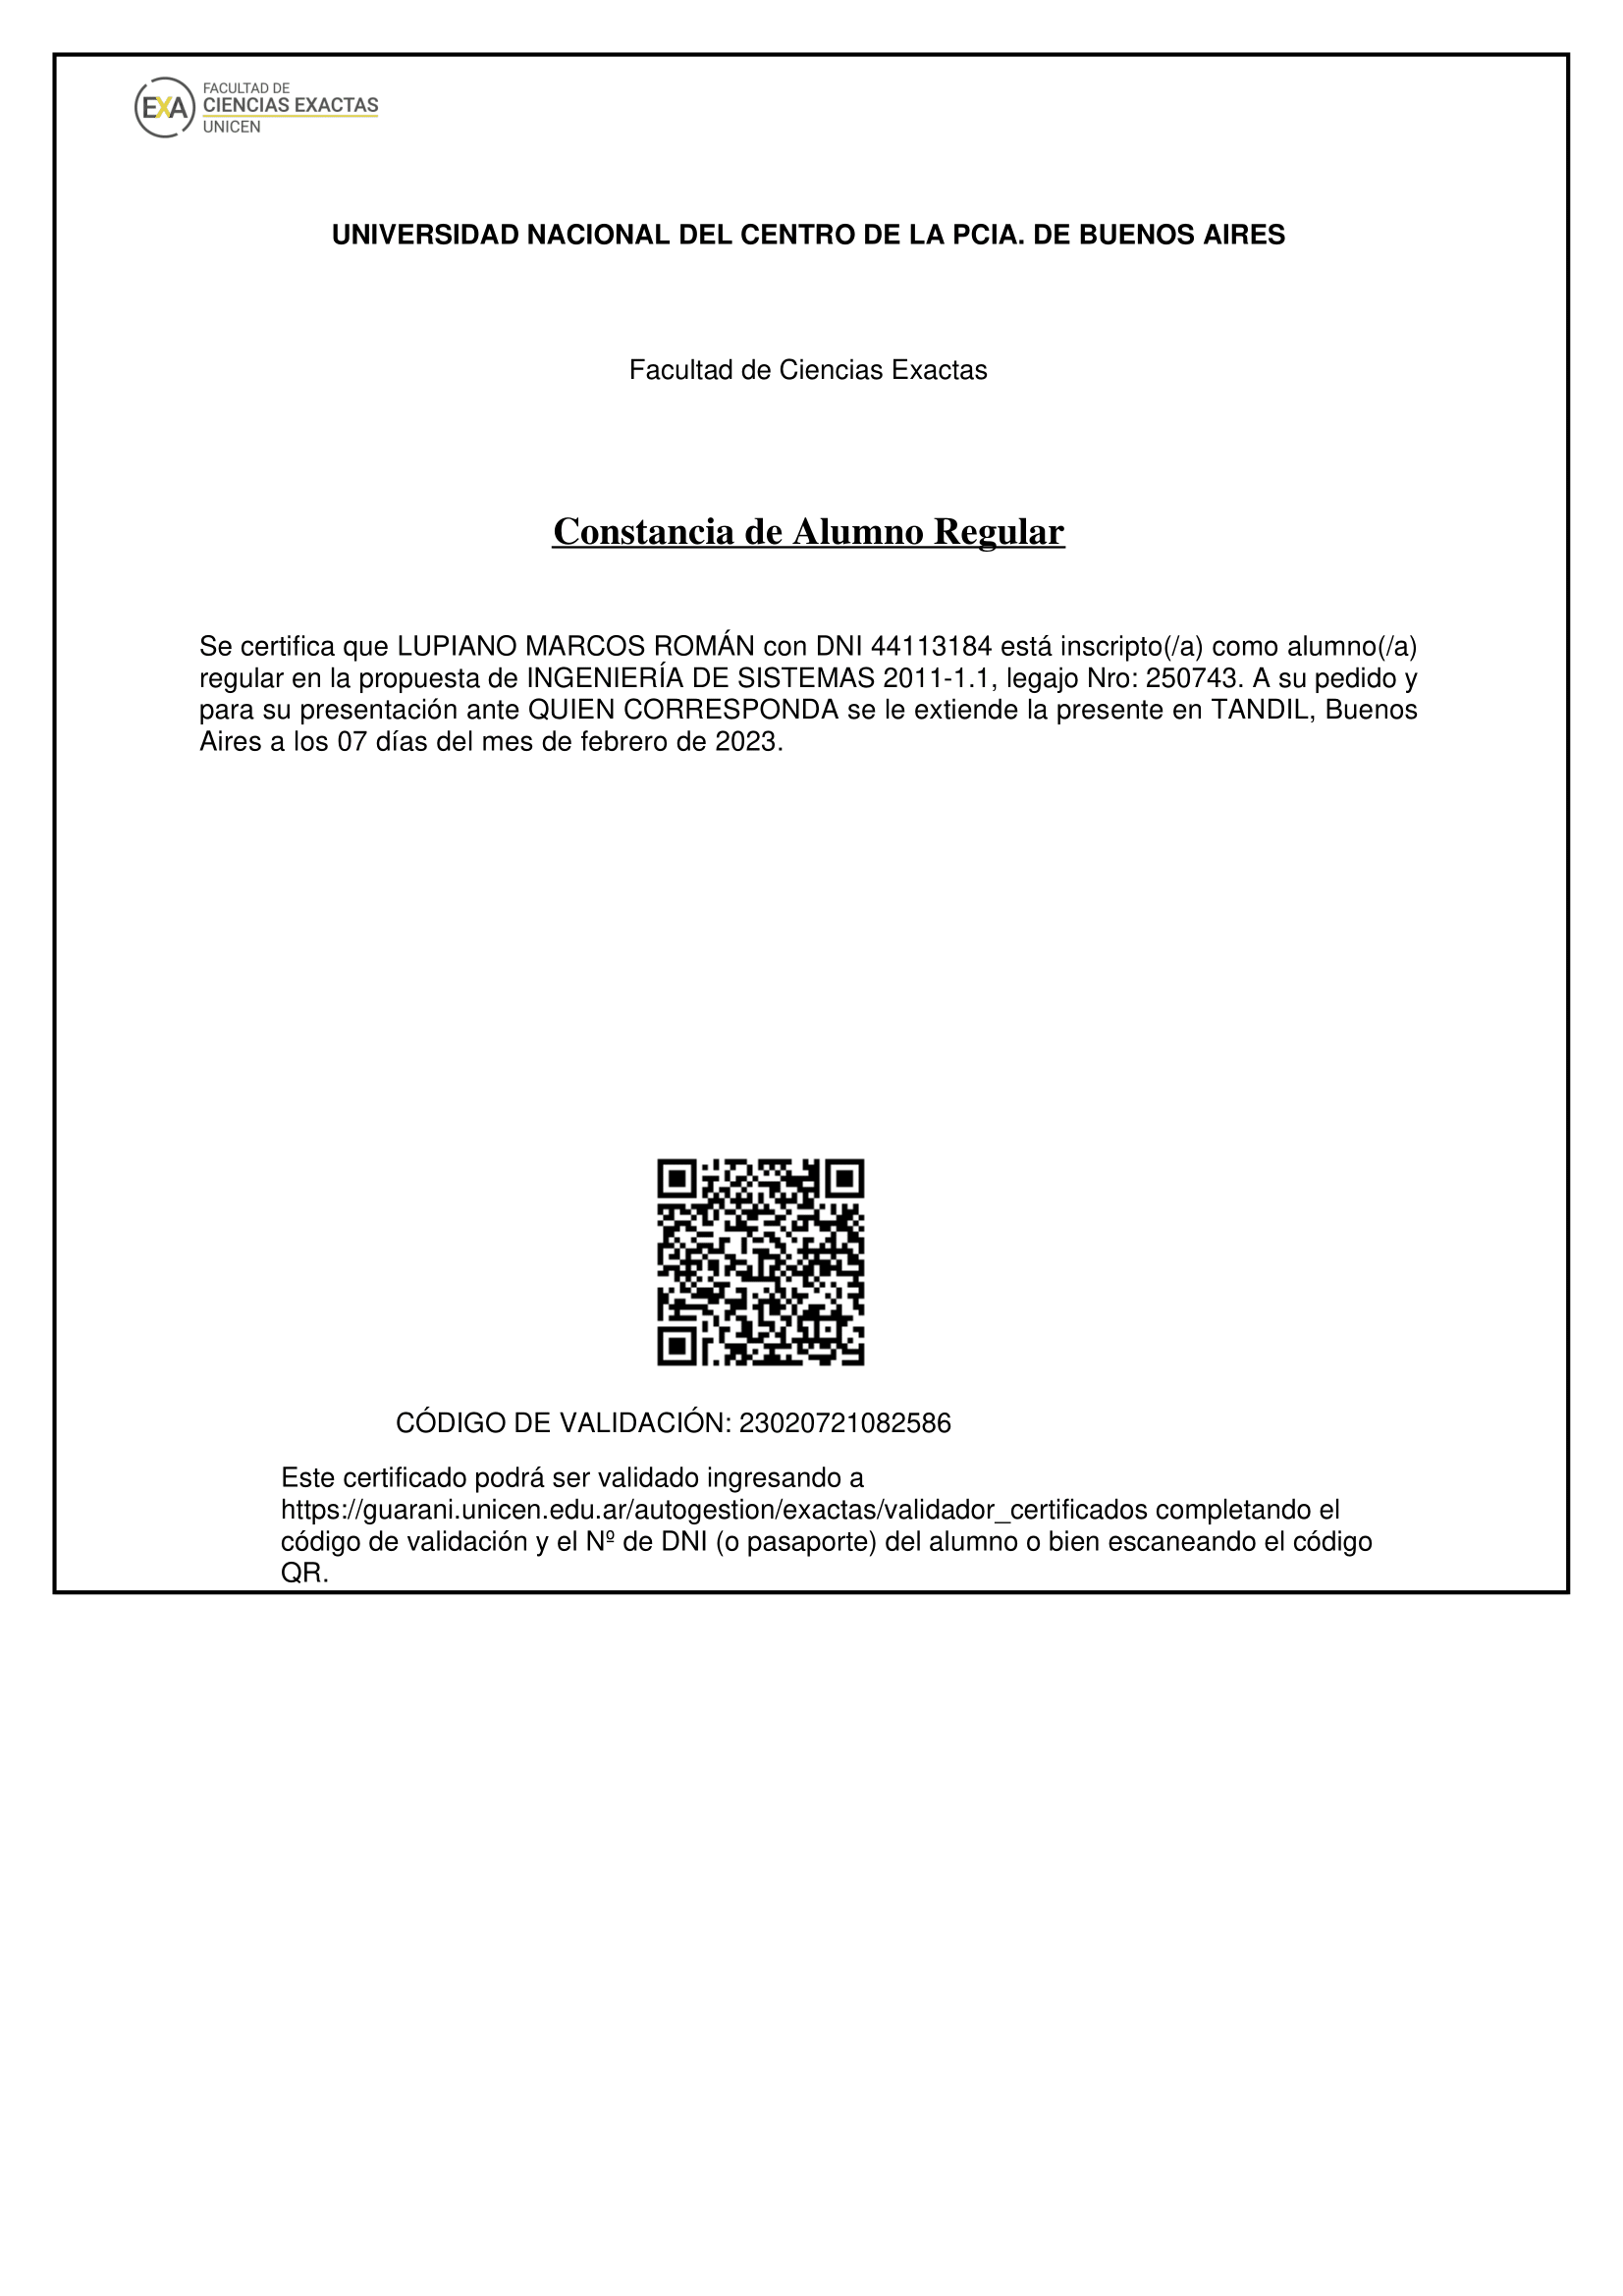 EXA
FACULTAD DE
CIENCIAS EXACTAS
UNICEN
UNIVERSIDAD NACIONAL DEL CENTRO DE LA PCIA. DE BUENOS AIRES
Facultad de Ciencias Exactas
Constancia de Alumno Regular
Se certifica que LUPIANO MARCOS ROMÁN con DNI 44113184 está inscripto(/a) como alumno(/a)
regular en la propuesta de INGENIERÍA DE SISTEMAS 2011-1.1, legajo Nro: 250743. A su pedido y
para su presentación ante QUIEN CORRESPONDA se le extiende la presente en TANDIL, Buenos
Aires a los 07 días del mes de febrero de 2023.
CÓDIGO DE VALIDACIÓN: 23020721082586
Este certificado podrá ser validado ingresando a
https://guarani.unicen.edu.ar/autogestion/exactas/validador_certificados completando el
código de validación y el Nº de DNI (o pasaporte) del alumno o bien escaneando el código
QR.